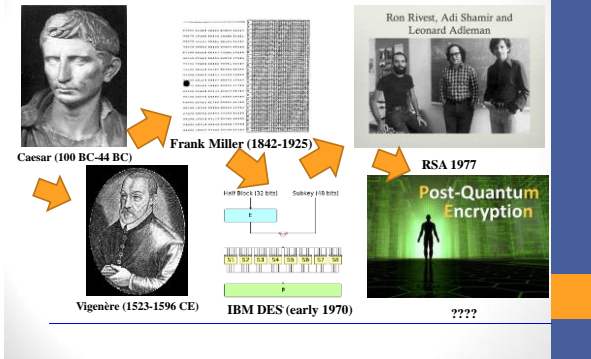 Ron Rivest, Adi Shamir and
Leonard Adleman
Frank Miller (1842-1925)
Caesar (100 BC-44 BC)
RSA 1977
Half Block (32 bits)
Subkey (48 bits)
E
S1 S2 S3 S4 S5 S6 S7 S8
P
Post-Quantum
Encryption
Vigenère (1523-1596 CE)
IBM DES (early 1970)
????